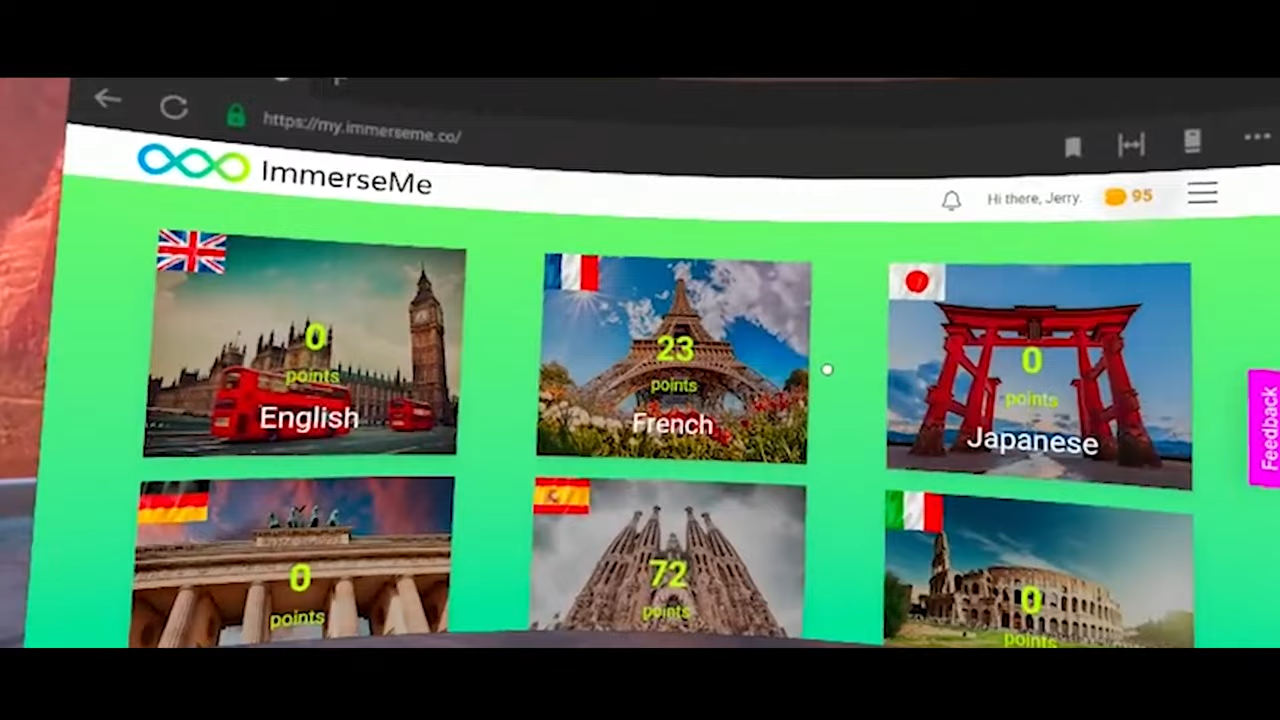 https://my.immerseme.co/
ImmerseMe
Hi there, Jerry.
95
0
points
English
23
points
French
0
points
Japanese
Feedback
0
points
72
points
0
points